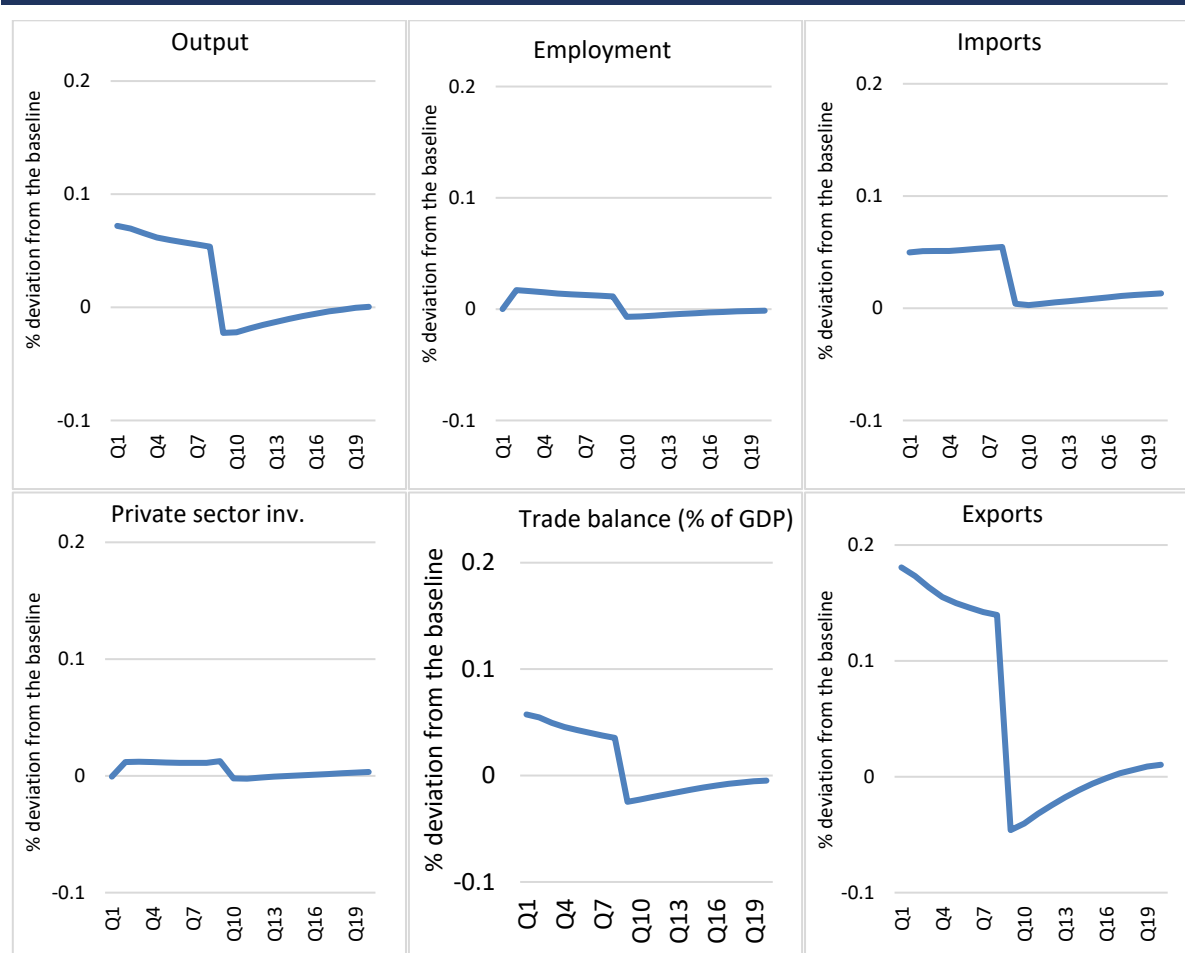 Output
% deviation from the baseline
0.2
0.1
0
-0.1
Q1 Q4 Q7 Q10 Q13 Q16 Q19
Employment
% deviation from the baseline
0.2
0.1
0
-0.1
Q1 Q4 Q7 Q10 Q13 Q16 Q19
Imports
% deviation from the baseline
0.2
0.1
0
-0.1
Q1 Q4 Q7 Q10 Q13 Q16 Q19
Private sector inv.
% deviation from the baseline
0.2
0.1
0
-0.1
Q1 Q4 Q7 Q10 Q13 Q16 Q19
Trade balance (% of GDP)
% deviation from the baseline
0.2
0.1
0
-0.1
Q1 Q4 Q7 Q10 Q13 Q16 Q19
Exports
% deviation from the baseline
0.2
0.1
0
-0.1
Q1 Q4 Q7 Q10 Q13 Q16 Q19